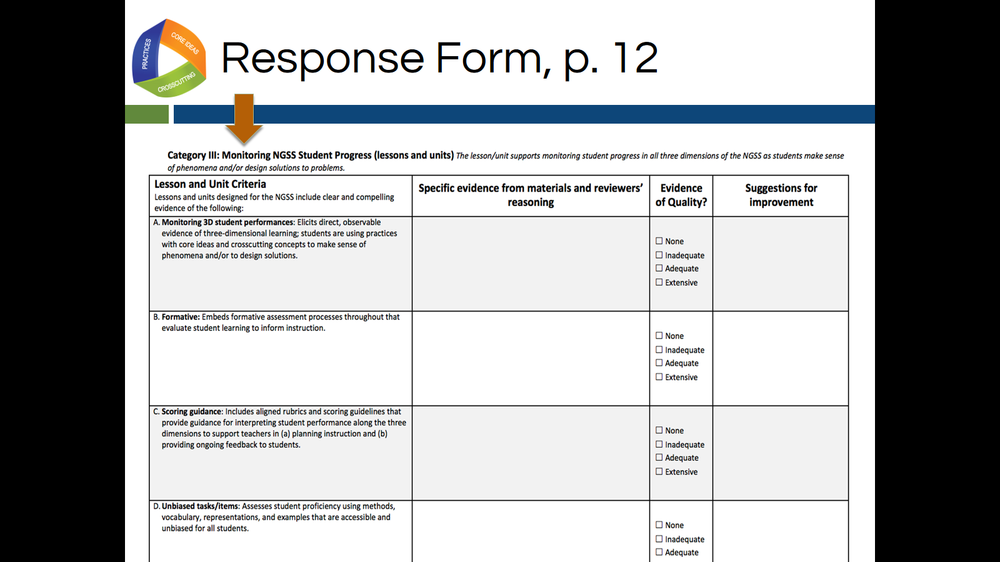 PRACTICES
CORE IDEAS
CROSSCUTTING
Response Form, p. 12
Category III: Monitoring NGSS Student Progress (lessons and units) The lesson/unit supports monitoring student progress in all three dimensions of the NGSS as students make sense
of phenomena and/or design solutions to problems.
Lesson and Unit Criteria
Lessons and units designed for the NGSS include clear and compelling
evidence of the following:
Specific evidence from materials and reviewers’
reasoning
Evidence
of Quality?
Suggestions for
improvement
A. Monitoring 3D student performances: Elicits direct, observable
evidence of three-dimensional learning; students are using practices
with core ideas and crosscutting concepts to make sense of
phenomena and/or to design solutions.
☐ None
☐ Inadequate
☐ Adequate
☐ Extensive
B. Formative: Embeds formative assessment processes throughout that
evaluate student learning to inform instruction.
☐ None
☐ Inadequate
☐ Adequate
☐ Extensive
C. Scoring guidance: Includes aligned rubrics and scoring guidelines that
provide guidance for interpreting student performance along the three
dimensions to support teachers in (a) planning instruction and (b)
providing ongoing feedback to students.
☐ None
☐ Inadequate
☐ Adequate
☐ Extensive
D. Unbiased tasks/items: Assesses student proficiency using methods,
vocabulary, representations, and examples that are accessible and
unbiased for all students.
☐ None
☐ Inadequate
☐ Adequate